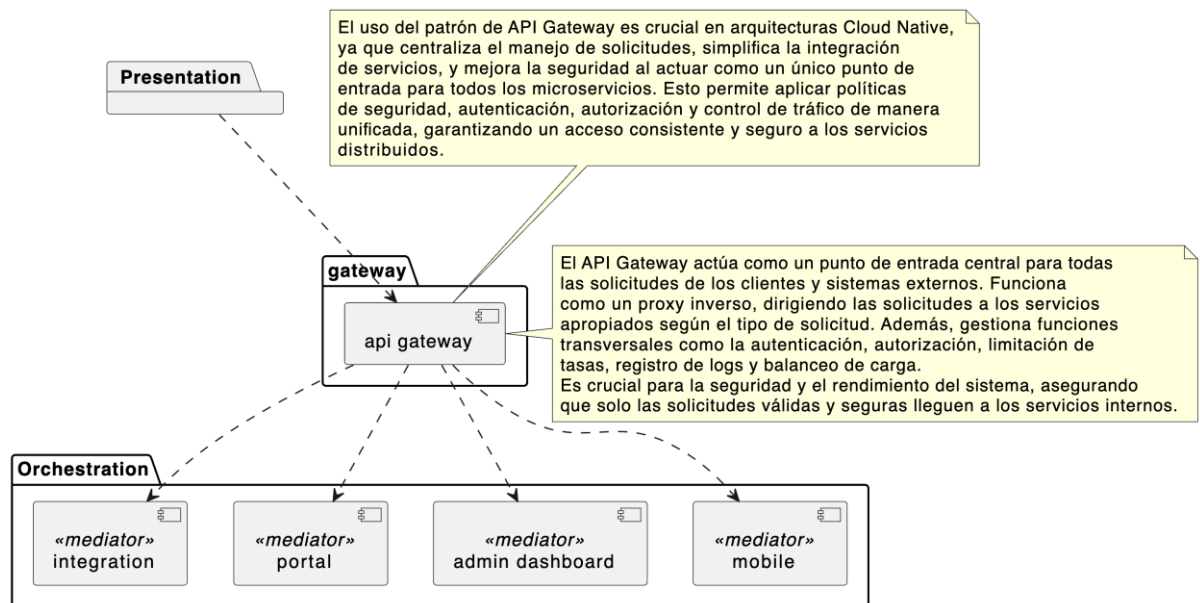 El uso del patrón de API Gateway es crucial en arquitecturas Cloud Native,
ya que centraliza el manejo de solicitudes, simplifica la integración
de servicios, y mejora la seguridad al actuar como un único punto de
entrada para todos los microservicios. Esto permite aplicar políticas
de seguridad, autenticación, autorización y control de tráfico de manera
unificada, garantizando un acceso consistente y seguro a los servicios
distribuidos.
Presentation
gateway
api gateway
El API Gateway actúa como un punto de entrada central para todas
las solicitudes de los clientes y sistemas externos. Funciona
como un proxy inverso, dirigiendo las solicitudes a los servicios
apropiados según el tipo de solicitud. Además, gestiona funciones
transversales como la autenticación, autorización, limitación de
tasas, registro de logs y balanceo de carga.
Es crucial para la seguridad y el rendimiento del sistema, asegurando
que solo las solicitudes válidas y seguras lleguen a los servicios internos.
Orchestration
«mediator»
integration
«mediator»
portal
«mediator»
admin dashboard
«mediator»
mobile